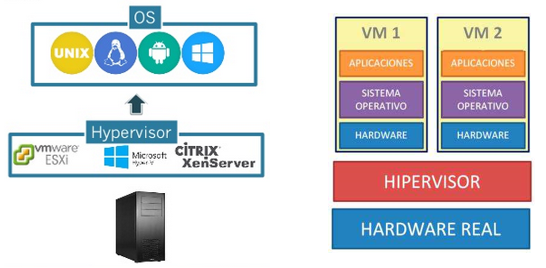 OS
UNIX
Hypervisor
vmware
ESXi
Microsoft
Hyper-V
CITRIX
XenServer
VM 1
APLICACIONES
SISTEMA
OPERATIVO
HARDWARE
VM 2
APLICACIONES
SISTEMA
OPERATIVO
HARDWARE
HIPERVISOR
HARDWARE REAL